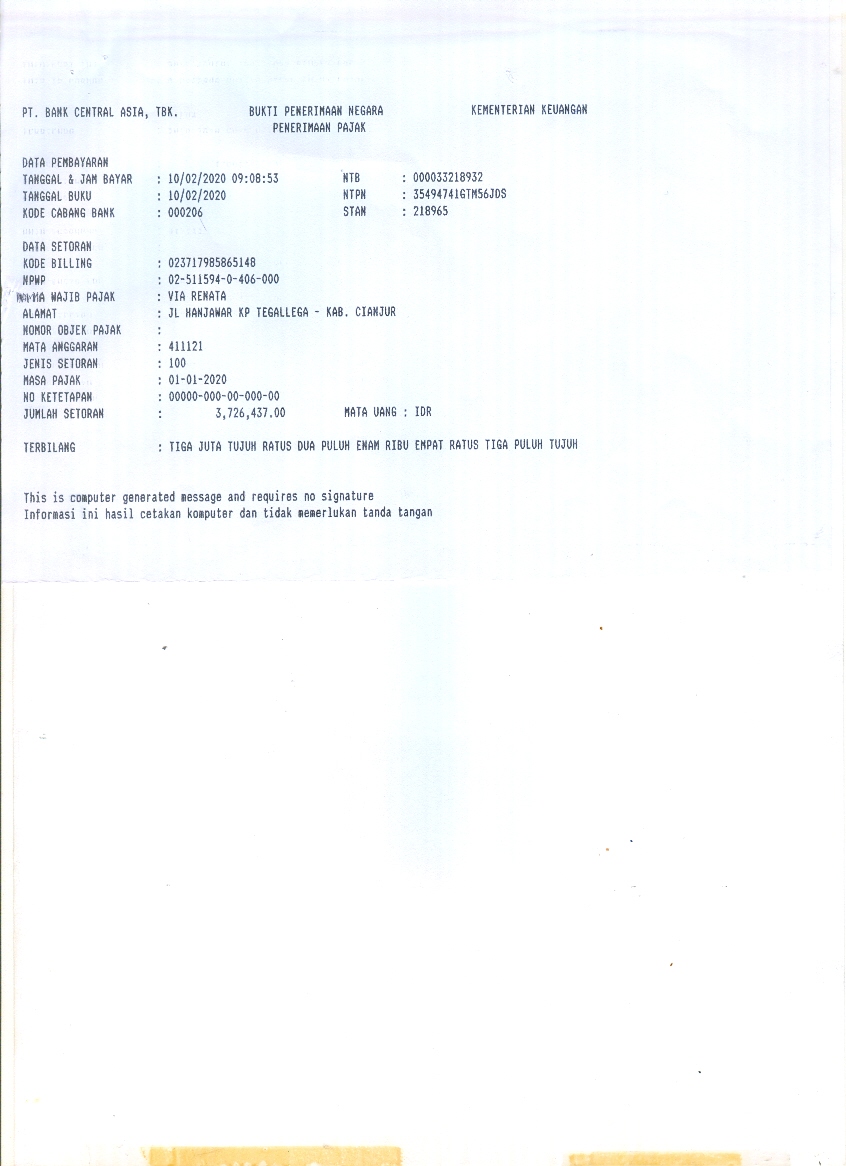 PT. BANK CENTRAL ASIA, TBK. BUKTI PENERIMAAN NEGARA KEMENTERIAN KEUANGAN
PENERIMAAN PAJAK
DATA PEMBAYARAN
TANGGAL & JAM BAYAR : 10/02/2020 09:08:53 NTB : 000033218932
TANGGAL BUKU : 10/02/2020 NTPN : 35494741GTM56JDS
KODE CABANG BANK : 000206 STAN : 218965
DATA SETORAN
KODE BILLING : 023717985865148
NPWP : 02-511594-0-406-000
NAMA WAJIB PAJAK : VIA RENATA
ALAMAT : JL HANJAWAR KP TEGALLEGA - KAB. CIANJUR
NOMOR OBJEK PAJAK :
MATA ANGGARAN : 411121
JENIS SETORAN : 100
MASA PAJAK : 01-01-2020
NO KETETAPAN : 00000-000-00-000-00
JUMLAH SETORAN : 3,726,437.00 MATA UANG : IDR
TERBILANG : TIGA JUTA TUJUH RATUS DUA PULUH ENAM RIBU EMPAT RATUS TIGA PULUH TUJUH
This is computer generated message and requires no signature
Informasi ini hasil cetakan komputer dan tidak memerlukan tanda tangan